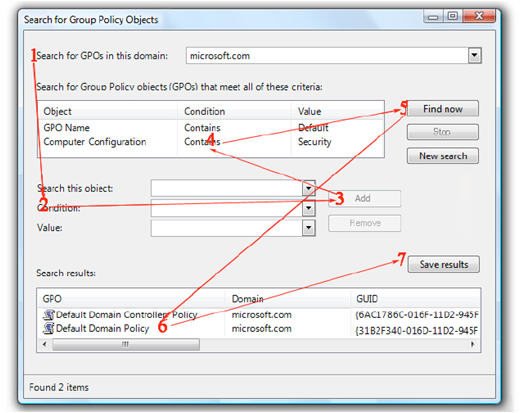 Search for Group Policy Objects
1
Search for GPOs in this domain: microsoft.com
Search for Group Policy objects (GPOs) that meet all of these criteria:
5
Find now
Object Condition Value
GPO Name Contains Default
Computer Configuration Contains Security
4
Stop
New search
Search this object:
2
3
Add
Condition:
Remove
Value:
7
Save results
Search results:
GPO Domain GUID
Default Domain Controllers Policy microsoft.com {6AC1786C-016F-11D2-945F
Default Domain Policy 6 microsoft.com {31B2F340-016D-11D2-945F
Found 2 items